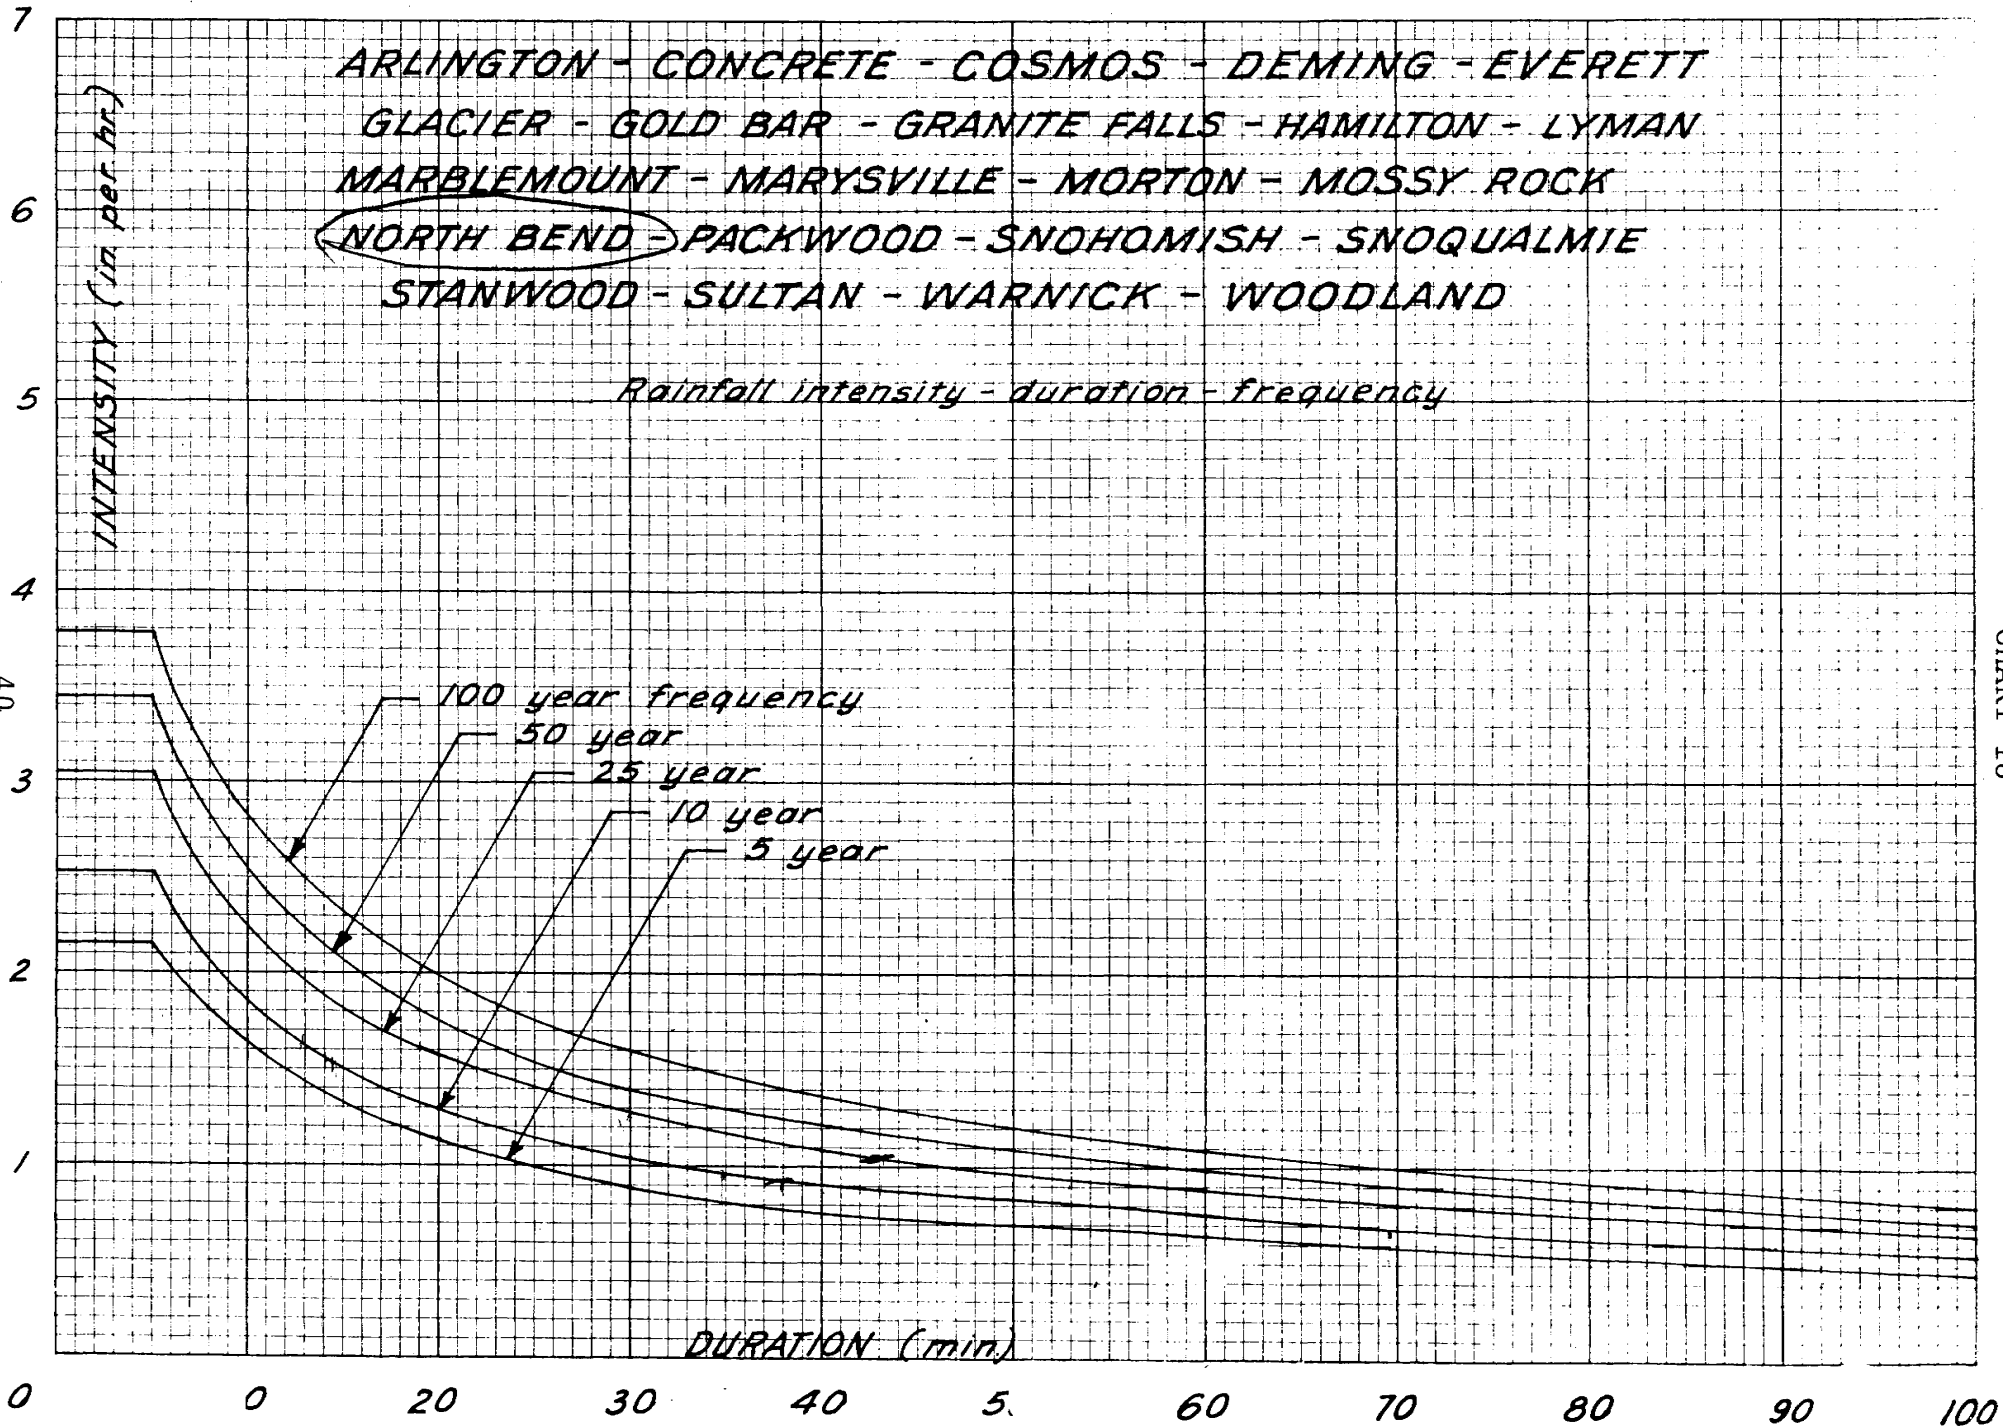 7
ARLINGTON - CONCRETE - COSMOS - DEMING - EVERETT
GLACIER - GOLD BAR - GRANITE FALLS - HAMILTON - LYMAN
MARBLEMOUNT - MARYSVILLE - MORTON - MOSSY ROCK
6
NORTH BEND - PACKWOOD - SNOHOMISH - SNOQUALMIE
STANWOOD - SULTAN - WARNICK - WOODLAND
INTENSITY (in. per. hr.)
5
Rainfall intensity - duration - frequency
4
100 year frequency
50 year
25 year
3
10 year
5 year
2
1
DURATION (min.)
0 0 20 30 40 5. 60 70 80 90 100